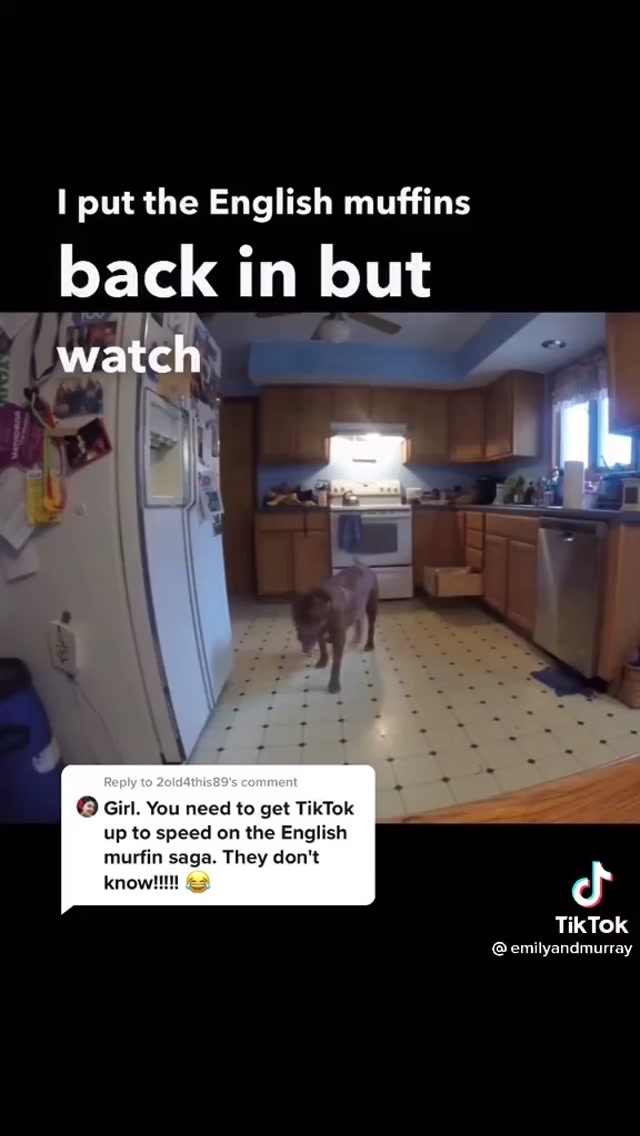 I put the English muffins
back in but
watch
Reply to 2old4this89's comment
Girl. You need to get TikTok
up to speed on the English
murfin saga. They don't
know!!!!! 😂
TikTok
@emilyandmurray